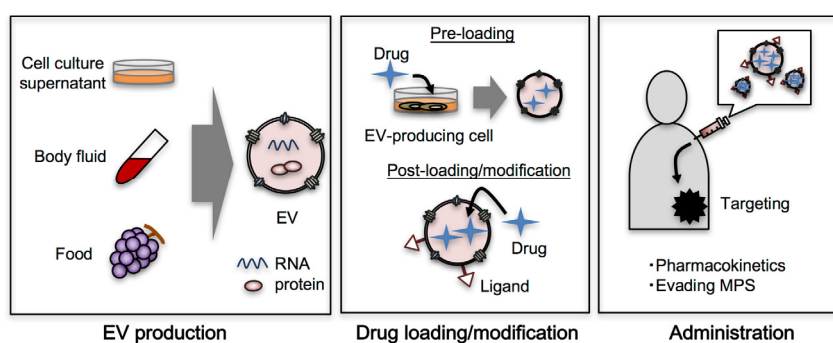 Cell culture
supernatant
Body fluid
Food
EV
RNA
protein
EV production
Pre-loading
Drug
EV-producing cell
Post-loading/modification
Drug
Ligand
Drug loading/modification
Targeting
・Pharmacokinetics
・Evading MPS
Administration